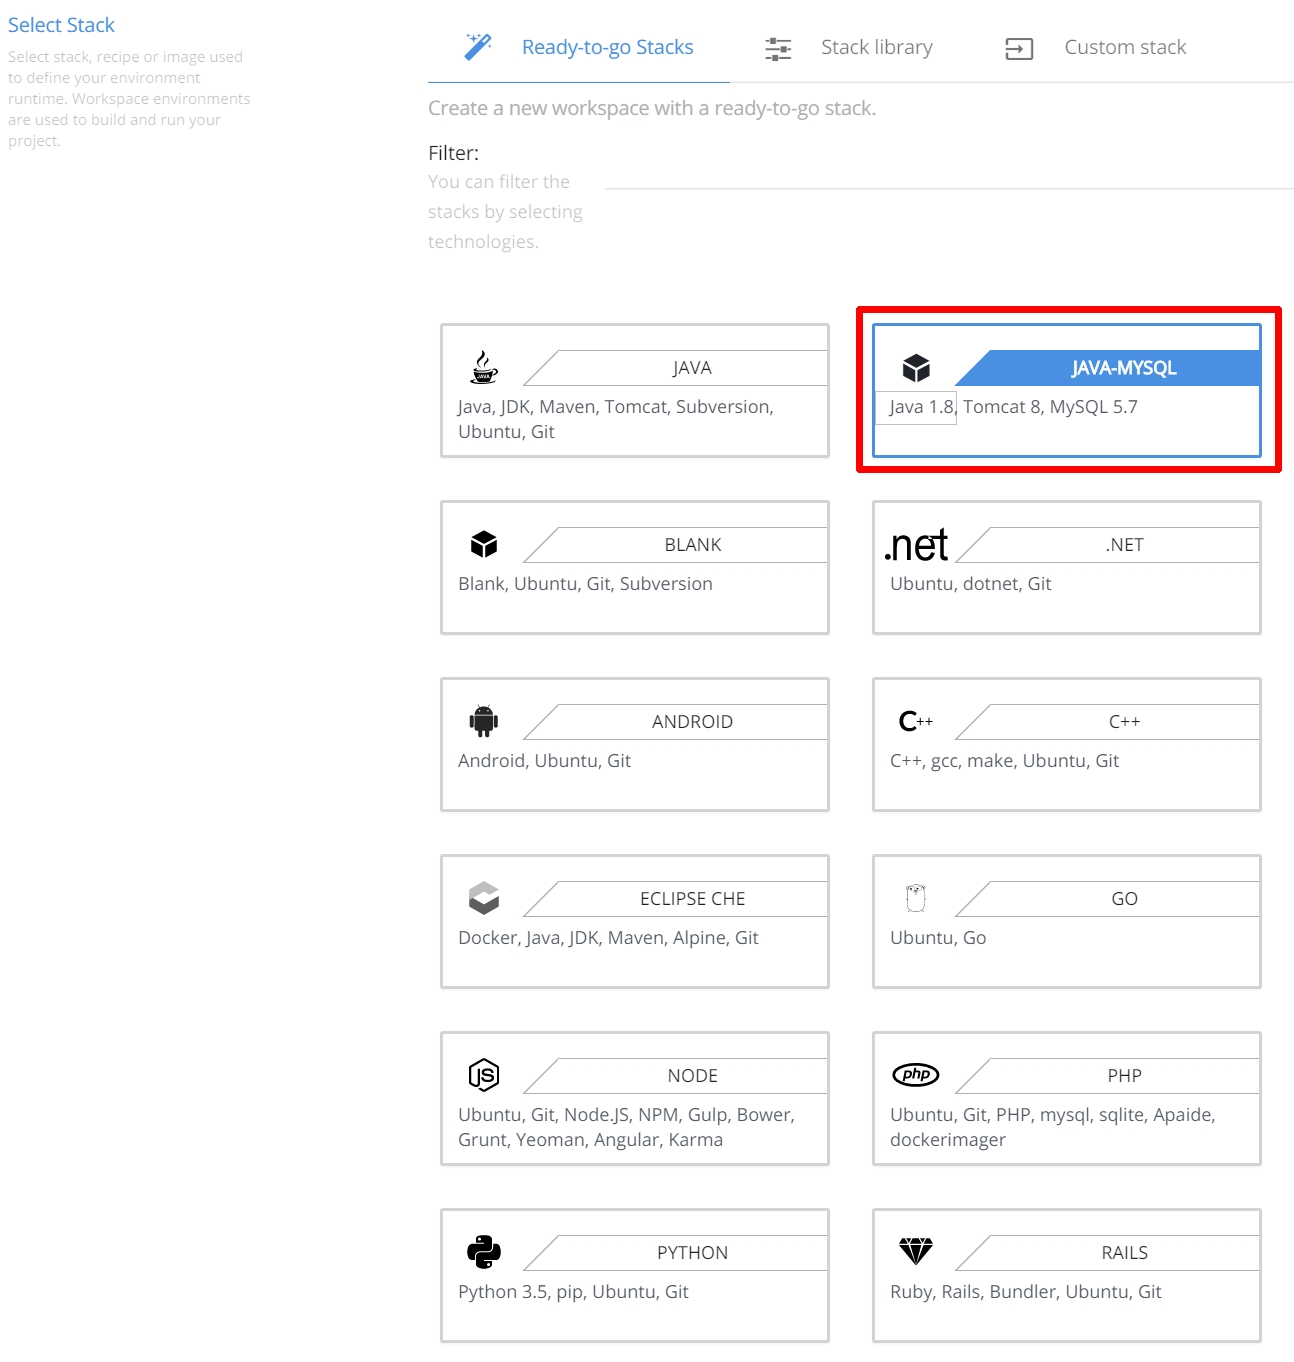 Select Stack
Select stack, recipe or image used
to define your environment
runtime. Workspace environments
are used to build and run your
project.
Ready-to-go Stacks
Stack library
Custom stack
Create a new workspace with a ready-to-go stack.
Filter:
You can filter the
stacks by selecting
technologies.
JAVA
JAVA
Java, JDK, Maven, Tomcat, Subversion,
Ubuntu, Git
JAVA-MYSQL
Java 1.8, Tomcat 8, MySQL 5.7
BLANK
Blank, Ubuntu, Git, Subversion
.net
.NET
Ubuntu, dotnet, Git
ANDROID
Android, Ubuntu, Git
C++
C++
C++, gcc, make, Ubuntu, Git
ECLIPSE CHE
Docker, Java, JDK, Maven, Alpine, Git
GO
Ubuntu, Go
JS
NODE
Ubuntu, Git, Node.JS, NPM, Gulp, Bower,
Grunt, Yeoman, Angular, Karma
php
PHP
Ubuntu, Git, PHP, mysql, sqlite, Apaide,
dockerimager
PYTHON
Python 3.5, pip, Ubuntu, Git
RAILS
Ruby, Rails, Bundler, Ubuntu, Git